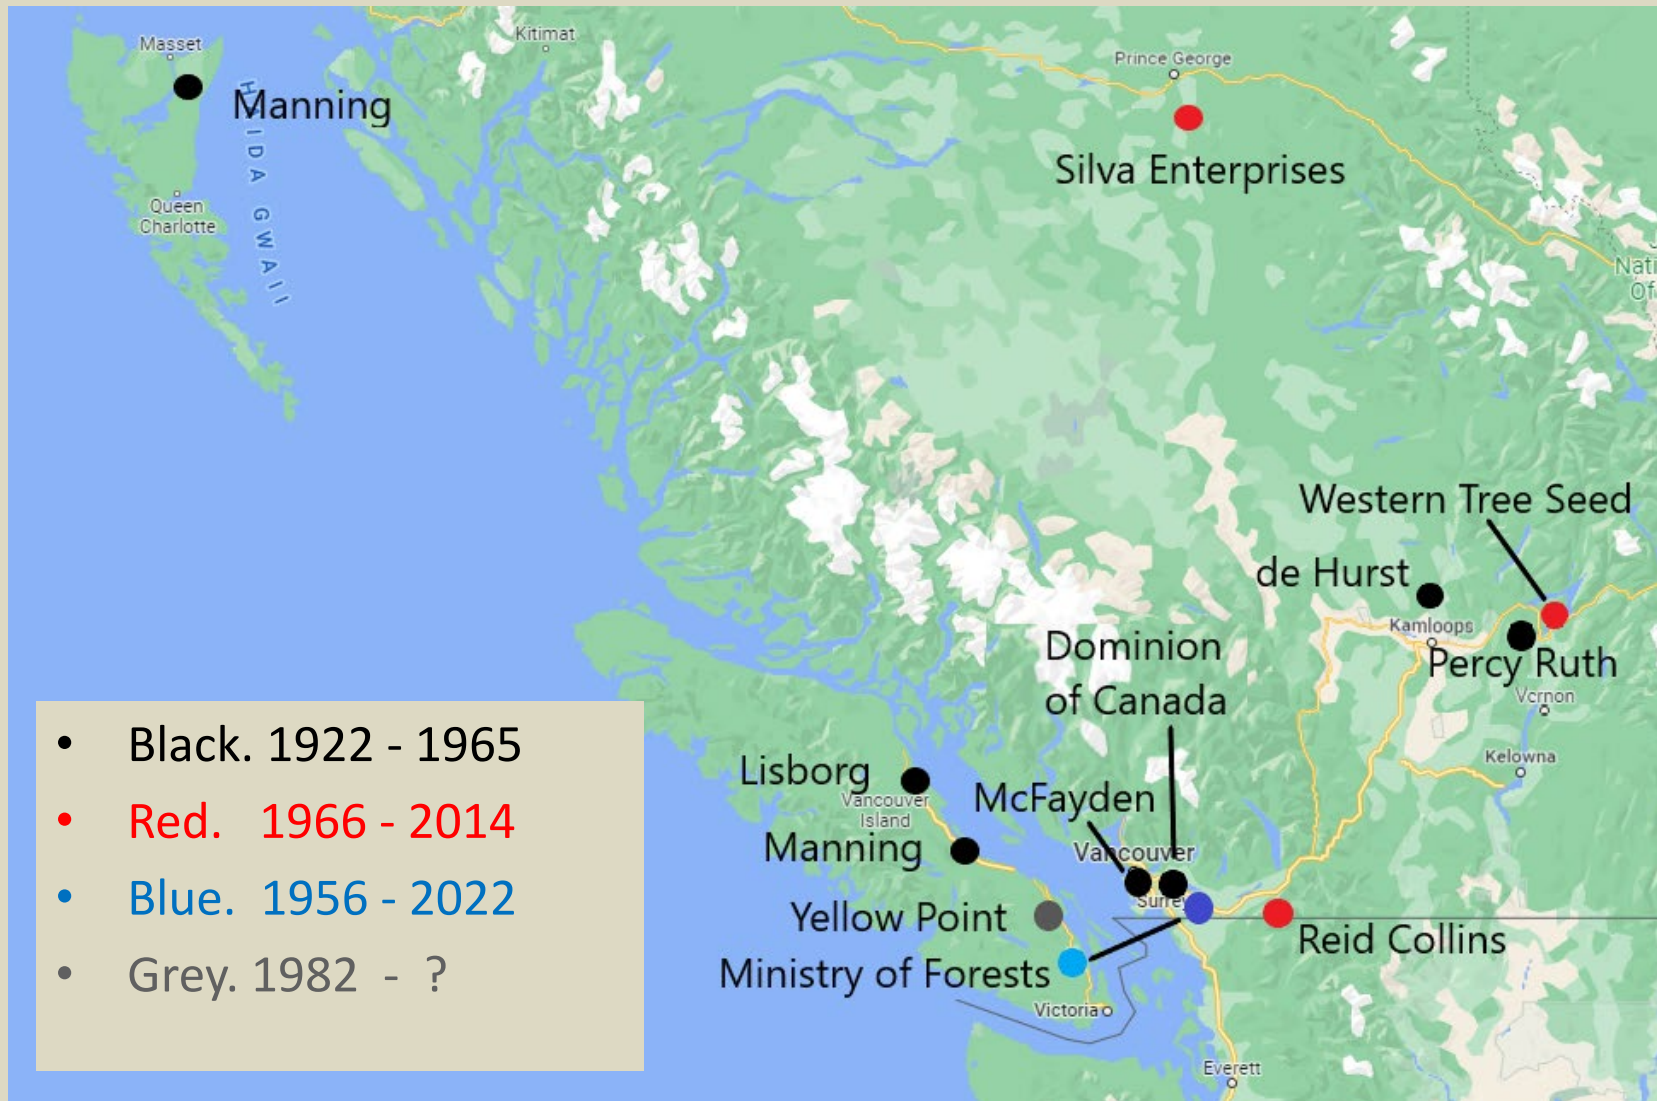 Masset
Kitimat
Prince George
Manning
HAIDA GWAII
Silva Enterprises
Queen
Charlotte
Nati
Of
Western Tree Seed
de Hurst
Kamloops
Dominion
of Canada
Percy Ruth
Vernon
Kelowna
Lisborg
Vancouver
Island
McFayden
Manning
Vancouver
Surrey
Yellow Point
Reid Collins
Ministry of Forests
Victoria
Everett
• Black. 1922 - 1965
• Red. 1966 - 2014
• Blue. 1956 - 2022
• Grey. 1982 - ?